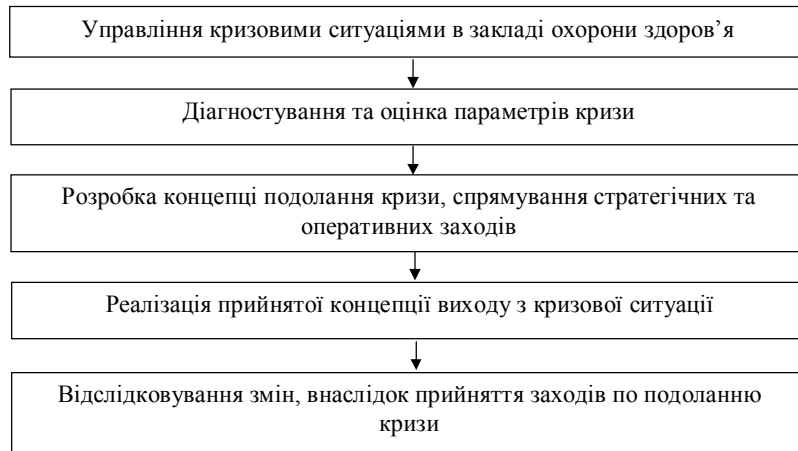 Управління кризовими ситуаціями в закладі охорони здоров’я
Діагностування та оцінка параметрів кризи
Розробка концепці подолання кризи, спрямування стратегічних та
оперативних заходів
Реалізація прийнятої концепції виходу з кризової ситуації
Відслідковування змін, внаслідок прийняття заходів по подоланню
кризи